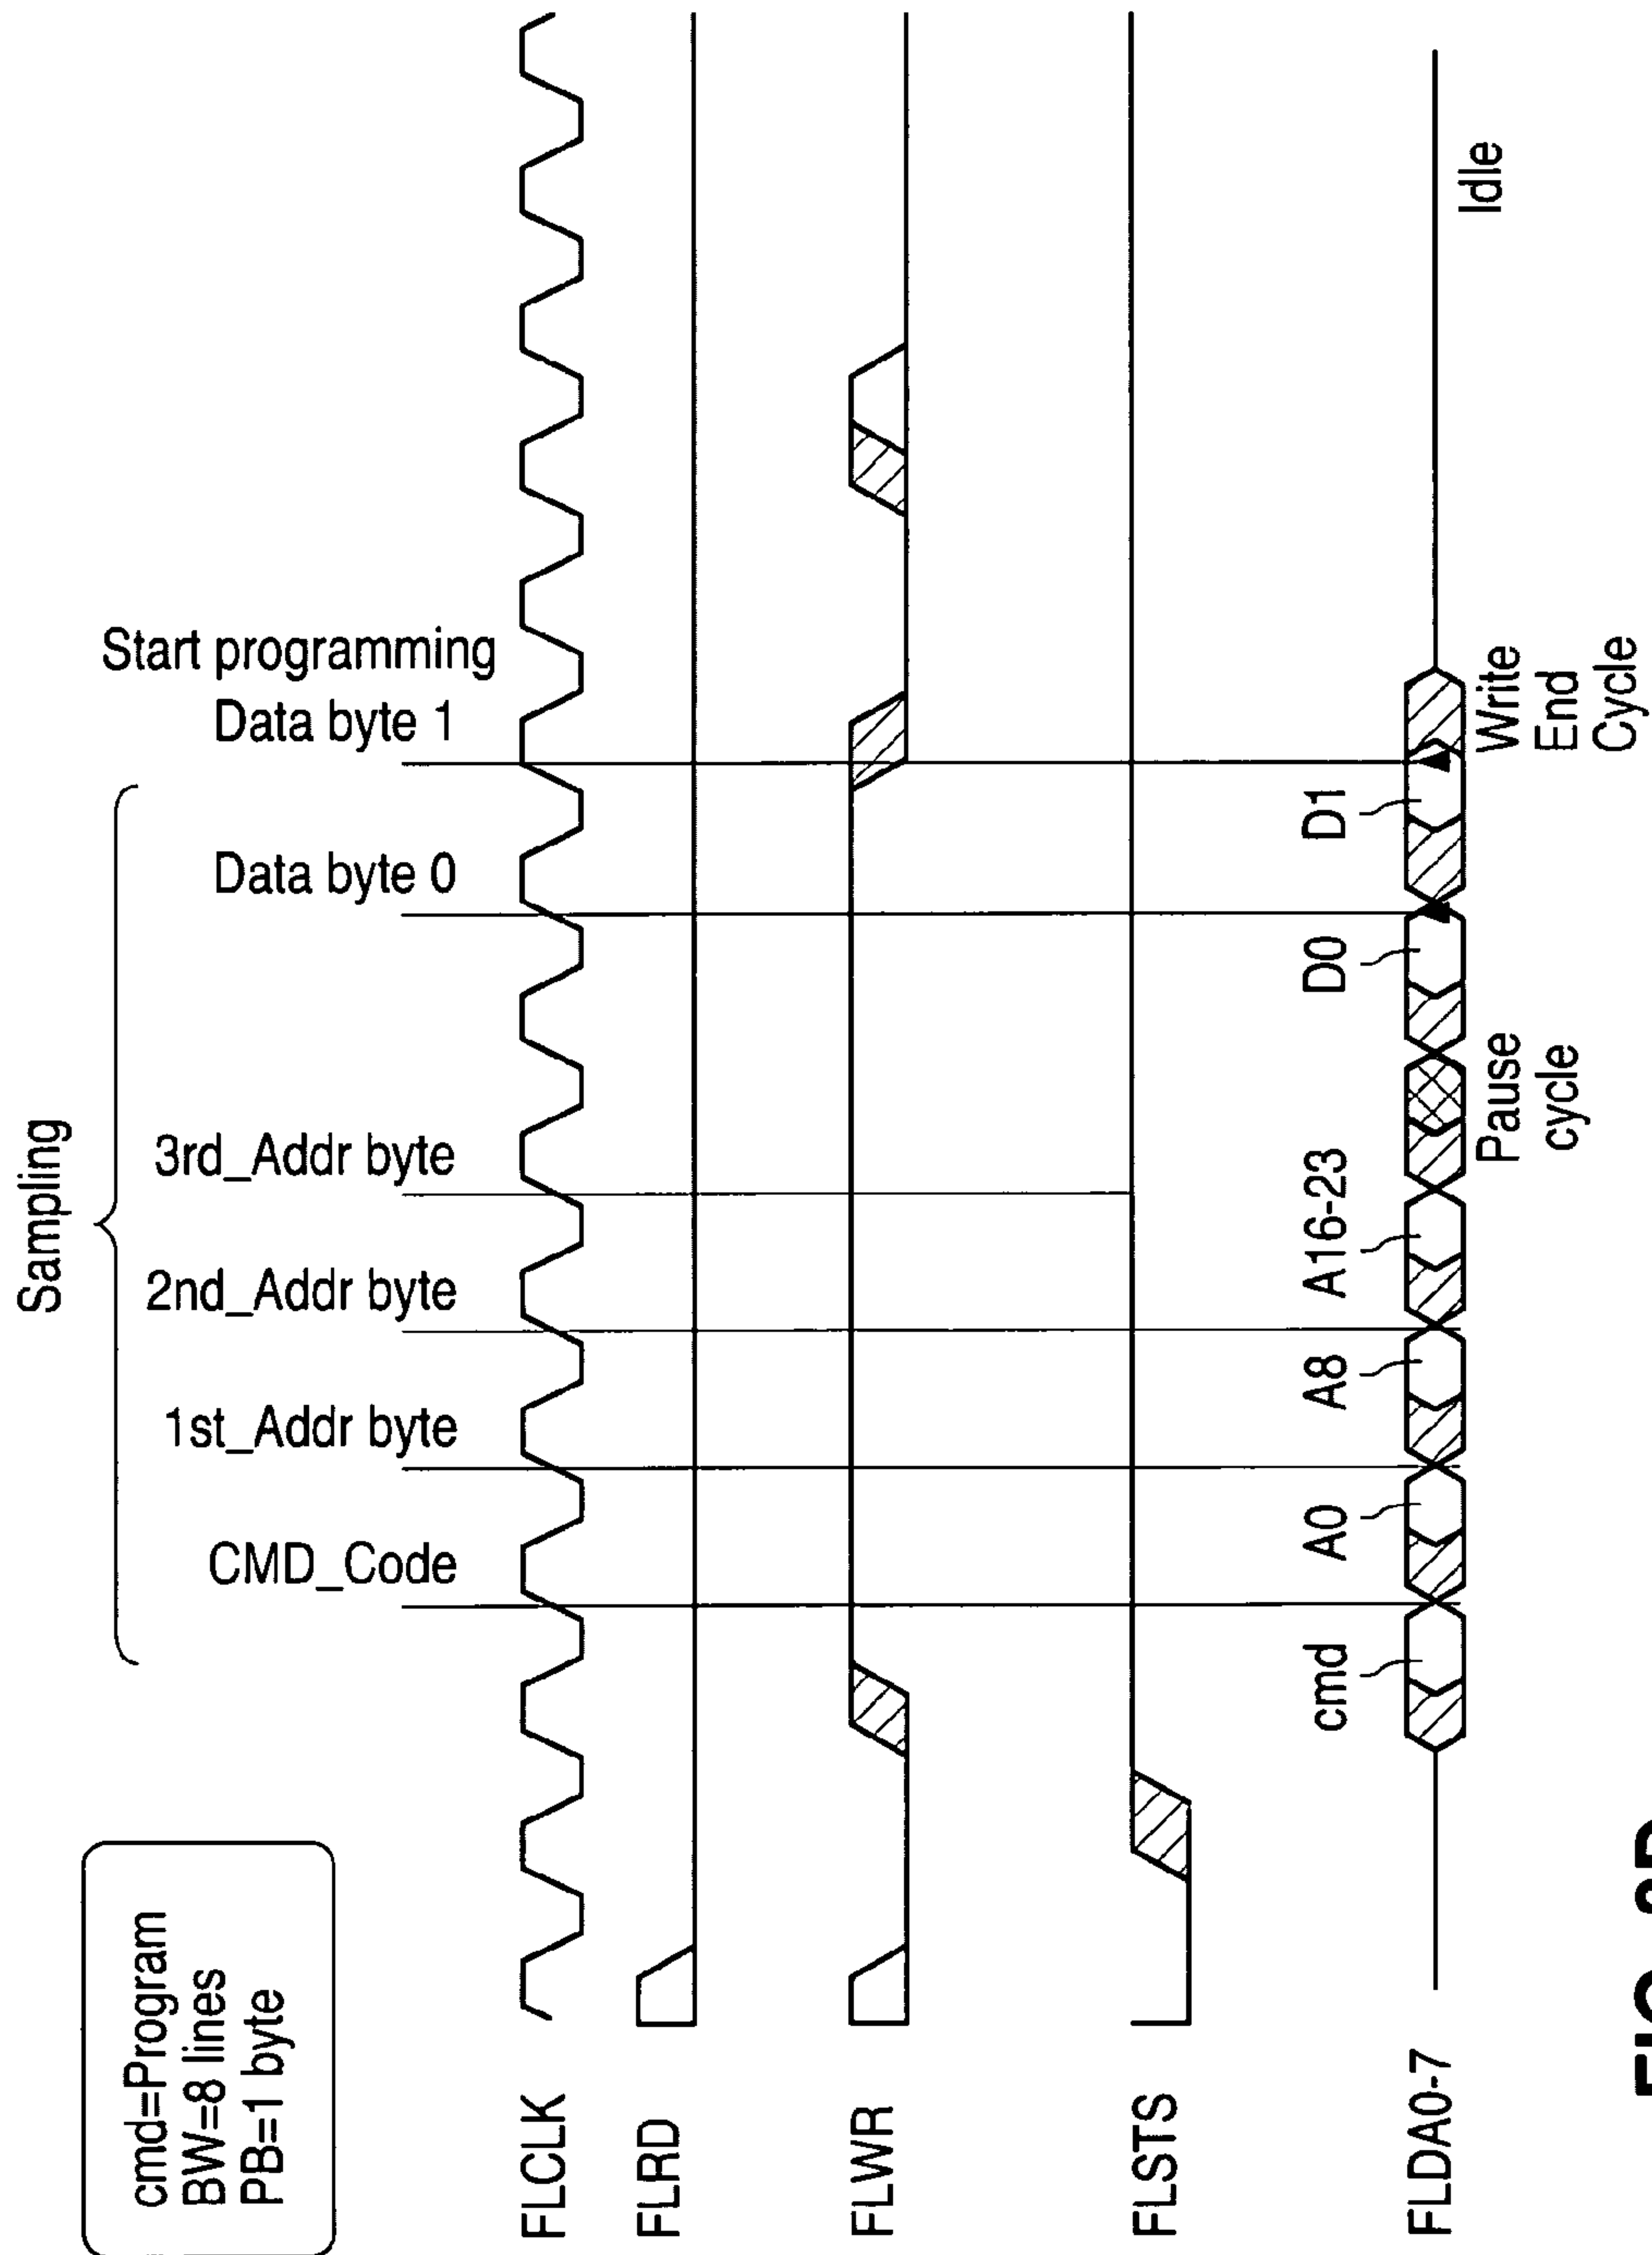 cmd=Program
BW=8 lines
PB=1 byte
Sampling
CMD_Code
1st_Addr byte
2nd_Addr byte
3rd_Addr byte
Data byte 0
Data byte 1
Start programming
FLCLK
FLRD
FLWR
FLSTS
FLDA0-7
cmd
A0
A8
A16-23
D0
D1
Pause
cycle
Write
End
Cycle
Idle